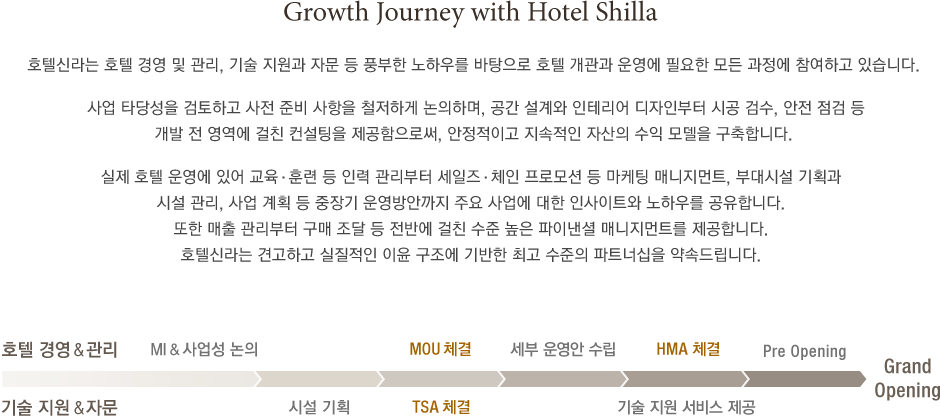 Growth Journey with Hotel Shilla
호텔신라는 호텔 경영 및 관리, 기술 지원과 자문 등 풍부한 노하우를 바탕으로 호텔 개관과 운영에 필요한 모든 과정에 참여하고 있습니다.
사업 타당성을 검토하고 사전 준비 사항을 철저하게 논의하며, 공간 설계와 인테리어 디자인부터 시공 검수, 안전 점검 등
개발 전 영역에 걸친 컨설팅을 제공함으로써, 안정적이고 지속적인 자산의 수익 모델을 구축합니다.
실제 호텔 운영에 있어 교육·훈련 등 인력 관리부터 세일즈·체인 프로모션 등 마케팅 매니지먼트, 부대시설 기획과
시설 관리, 사업 계획 등 중장기 운영방안까지 주요 사업에 대한 인사이트와 노하우를 공유합니다.
또한 매출 관리부터 구매 조달 등 전반에 걸친 수준 높은 파이낸셜 매니지먼트를 제공합니다.
호텔신라는 견고하고 실질적인 이윤 구조에 기반한 최고 수준의 파트너십을 약속드립니다.
호텔 경영&관리 MI & 사업성 논의 MOU 체결 세부 운영안 수립 HMA 체결 Pre Opening
Grand
Opening
기술 지원&자문 시설 기획 TSA 체결 기술 지원 서비스 제공